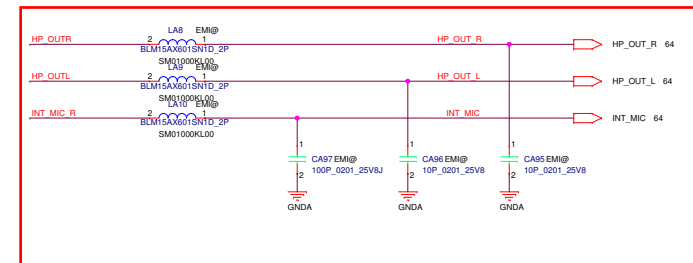 LA8 EMI@
HP_OUTR 2 1 HP_OUT_R HP_OUT_R 64
BLM15AX601SN1D_2P
SM01000KL00
LA9 EMI@
HP_OUTL 2 1 HP_OUT_L HP_OUT_L 64
BLM15AX601SN1D_2P
SM01000KL00
LA10 EMI@
INT_MIC_R 2 1 INT_MIC INT_MIC 64
BLM15AX601SN1D_2P
SM01000KL00
1 1 1
CA97 EMI@ CA96 EMI@ CA95 EMI@
100P_0201_25V8J 10P_0201_25V8 10P_0201_25V8
2 2 2
GNDA GNDA GNDA